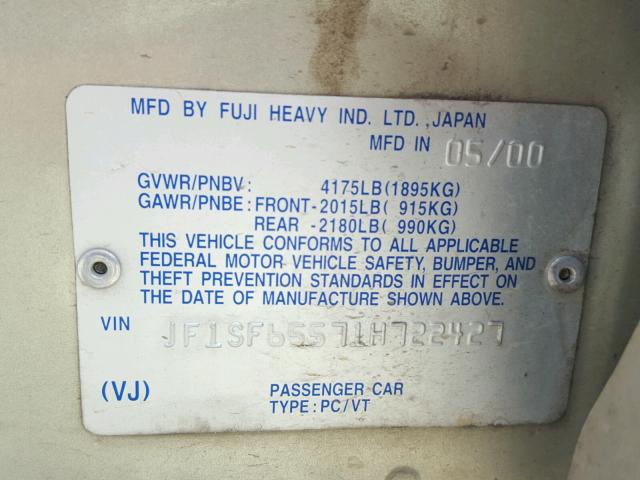 MFD BY FUJI HEAVY IND. LTD.,JAPAN
MFD IN 05/00
GVWR/PNBV: 4175LB(1895KG)
GAWR/PNBE: FRONT-2015LB( 915KG)
REAR -2180LB( 990KG)
THIS VEHICLE CONFORMS TO ALL APPLICABLE
FEDERAL MOTOR VEHICLE SAFETY, BUMPER, AND
THEFT PREVENTION STANDARDS IN EFFECT ON
THE DATE OF MANUFACTURE SHOWN ABOVE.
VIN JF1SF65571H722427
(VJ) PASSENGER CAR
TYPE: PC/VT